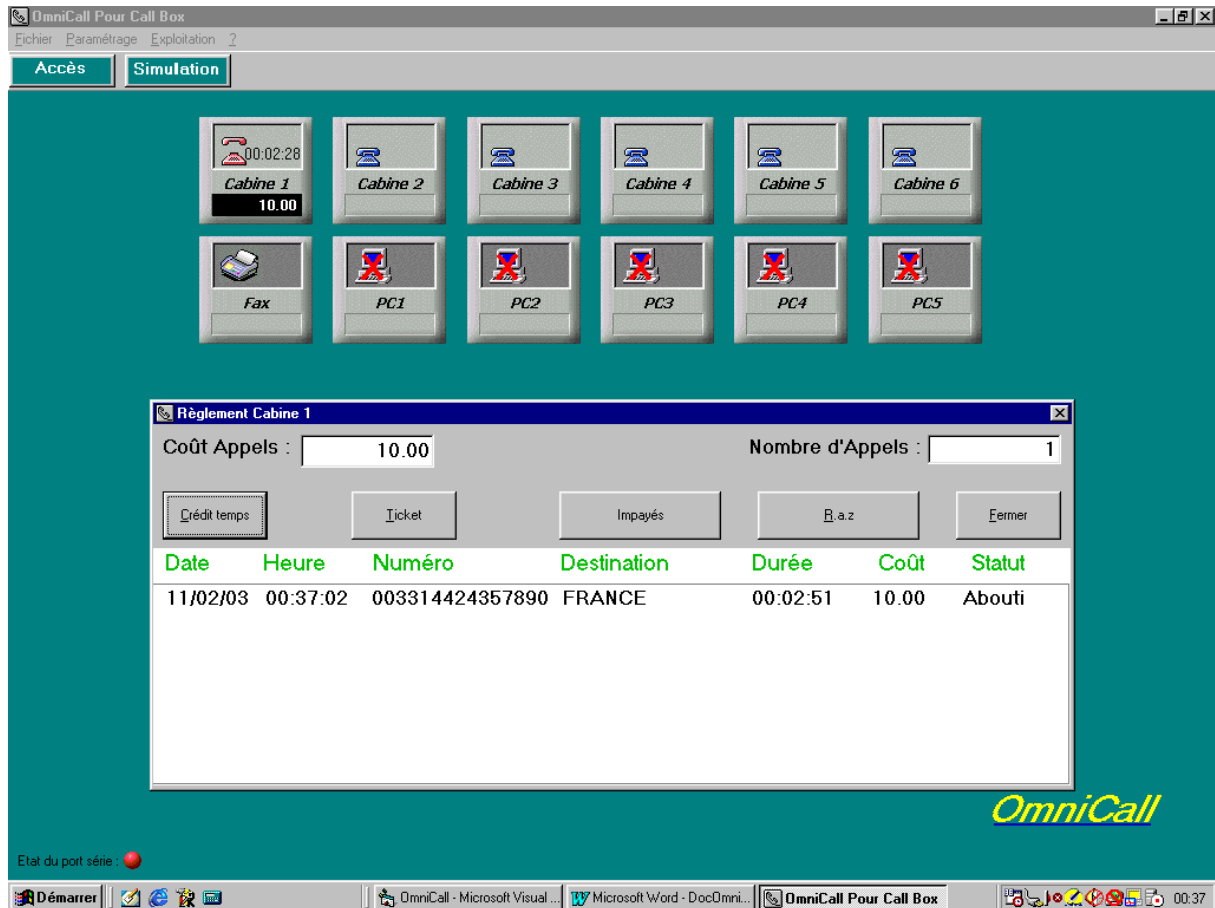 OmniCall Pour Call Box
Fichier Paramétrage Exploitation ?
Accès Simulation
00:02:28
Cabine 1 Cabine 2 Cabine 3 Cabine 4 Cabine 5 Cabine 6
10.00
Fax PC1 PC2 PC3 PC4 PC5
Règlement Cabine 1
Coût Appels : 10.00 Nombre d'Appels : 1
Crédit temps Ticket Impayés R.a.z Fermer
Date Heure Numéro Destination Durée Coût Statut
11/02/03 00:37:02 003314424357890 FRANCE 00:02:51 10.00 Abouti
OmniCall
Etat du port série :
Démarrer OmniCall - Microsoft Visual ... Microsoft Word - DocOmni... OmniCall Pour Call Box 00:37